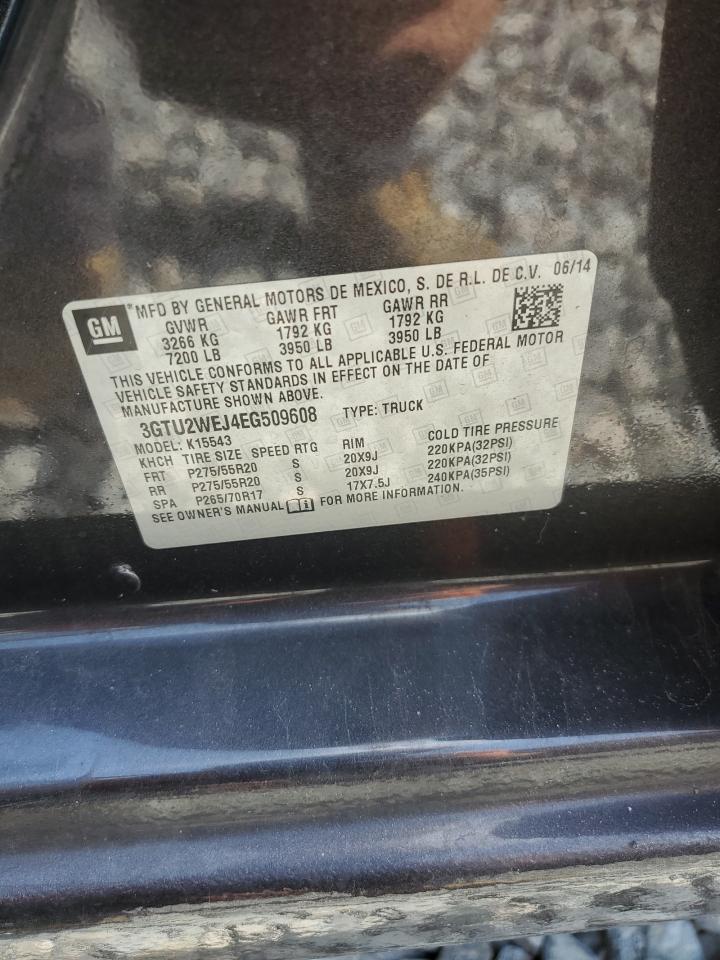 GM
*MFD BY GENERAL MOTORS DE MEXICO, S. DE R.L. DE C.V. 06/14
GVWR GAWR FRT GAWR RR
3266 KG 1792 KG 1792 KG
7200 LB 3950 LB 3950 LB
THIS VEHICLE CONFORMS TO ALL APPLICABLE U.S. FEDERAL MOTOR
VEHICLE SAFETY STANDARDS IN EFFECT ON THE DATE OF
MANUFACTURE SHOWN ABOVE.
3GTU2WEJ4EG509608 TYPE: TRUCK
MODEL: K15543
KHCH TIRE SIZE SPEED RTG RIM COLD TIRE PRESSURE
FRT P275/55R20 S 20X9J 220KPA(32PSI)
RR P275/55R20 S 20X9J 220KPA(32PSI)
SPA P265/70R17 S 17X7.5J 240KPA(35PSI)
SEE OWNER'S MANUAL FOR MORE INFORMATION.